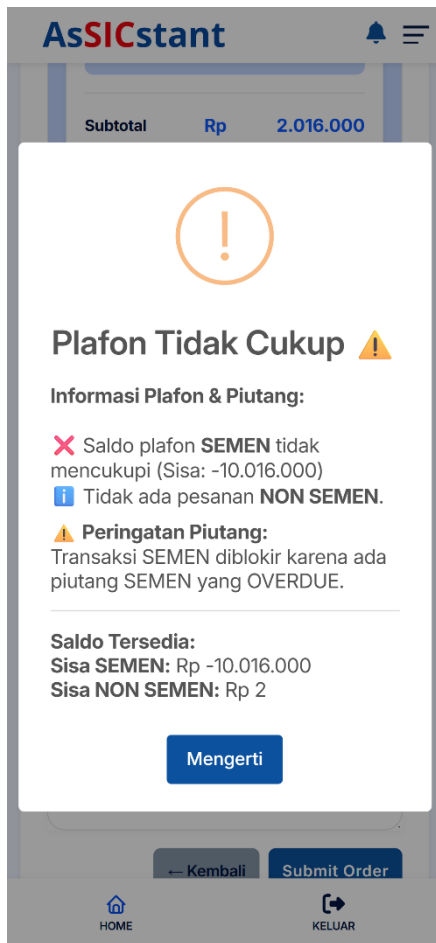 AsSICstant
Subtotal Rp 2.016.000
!
Plafon Tidak Cukup ⚠️
Informasi Plafon & Piutang:
❌ Saldo plafon SEMEN tidak
mencukupi (Sisa: -10.016.000)
ℹ️ Tidak ada pesanan NON SEMEN.
⚠️ Peringatan Piutang:
Transaksi SEMEN diblokir karena ada
piutang SEMEN yang OVERDUE.
Saldo Tersedia:
Sisa SEMEN: Rp -10.016.000
Sisa NON SEMEN: Rp 2
Mengerti
← Kembali Submit Order
HOME KELUAR